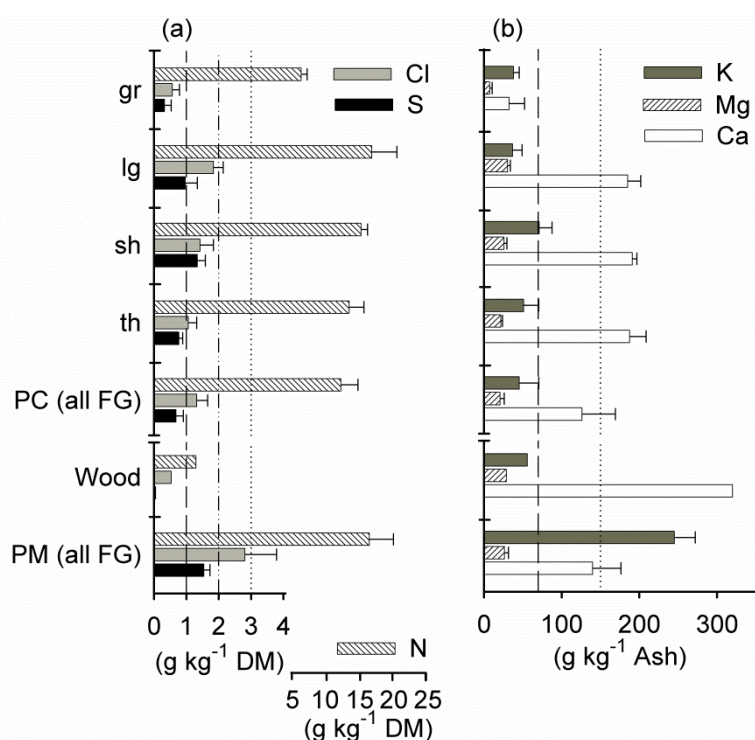 (a)
Cl
S
gr
lg
sh
th
PC (all FG)
Wood
PM (all FG)
0 1 2 3 4
(g kg⁻¹ DM)
N
5 10 15 20 25
(g kg⁻¹ DM)
(b)
K
Mg
Ca
0 100 200 300
(g kg⁻¹ Ash)